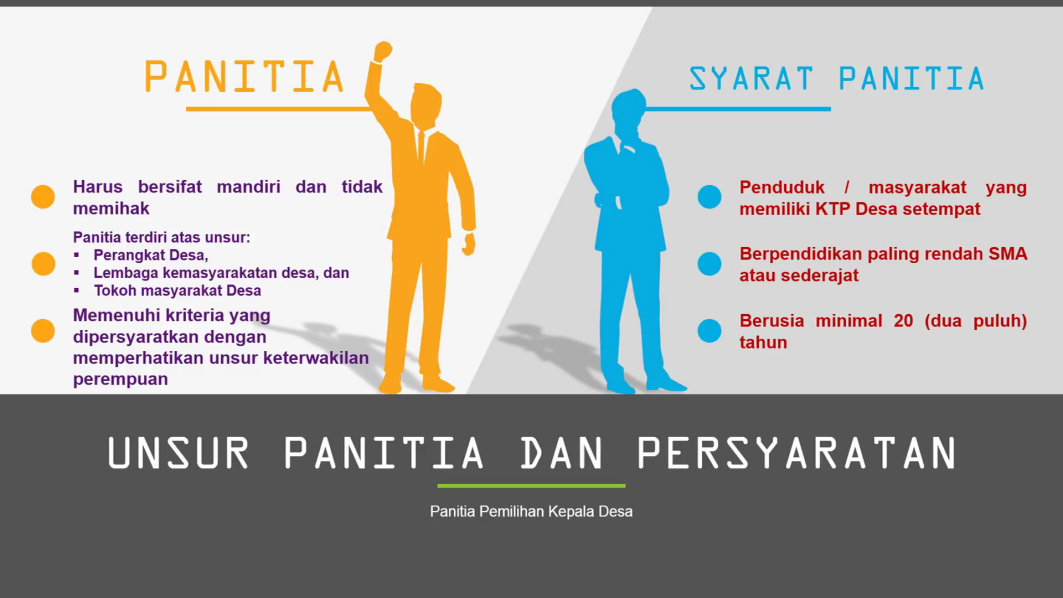 PANITIA
Harus bersifat mandiri dan tidak
memihak
Panitia terdiri atas unsur:
▪ Perangkat Desa,
▪ Lembaga kemasyarakatan desa, dan
▪ Tokoh masyarakat Desa
Memenuhi kriteria yang
dipersyaratkan dengan
memperhatikan unsur keterwakilan
perempuan
SYARAT PANITIA
Penduduk / masyarakat yang
memiliki KTP Desa setempat
Berpendidikan paling rendah SMA
atau sederajat
Berusia minimal 20 (dua puluh)
tahun
UNSUR PANITIA DAN PERSYARATAN
Panitia Pemilihan Kepala Desa